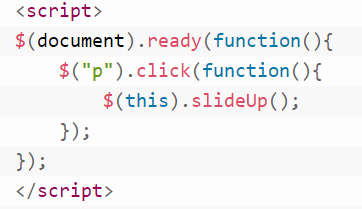 <script>
$(document).ready(function(){
    $("p").click(function(){
        $(this).slideUp();
    });
});
</script>